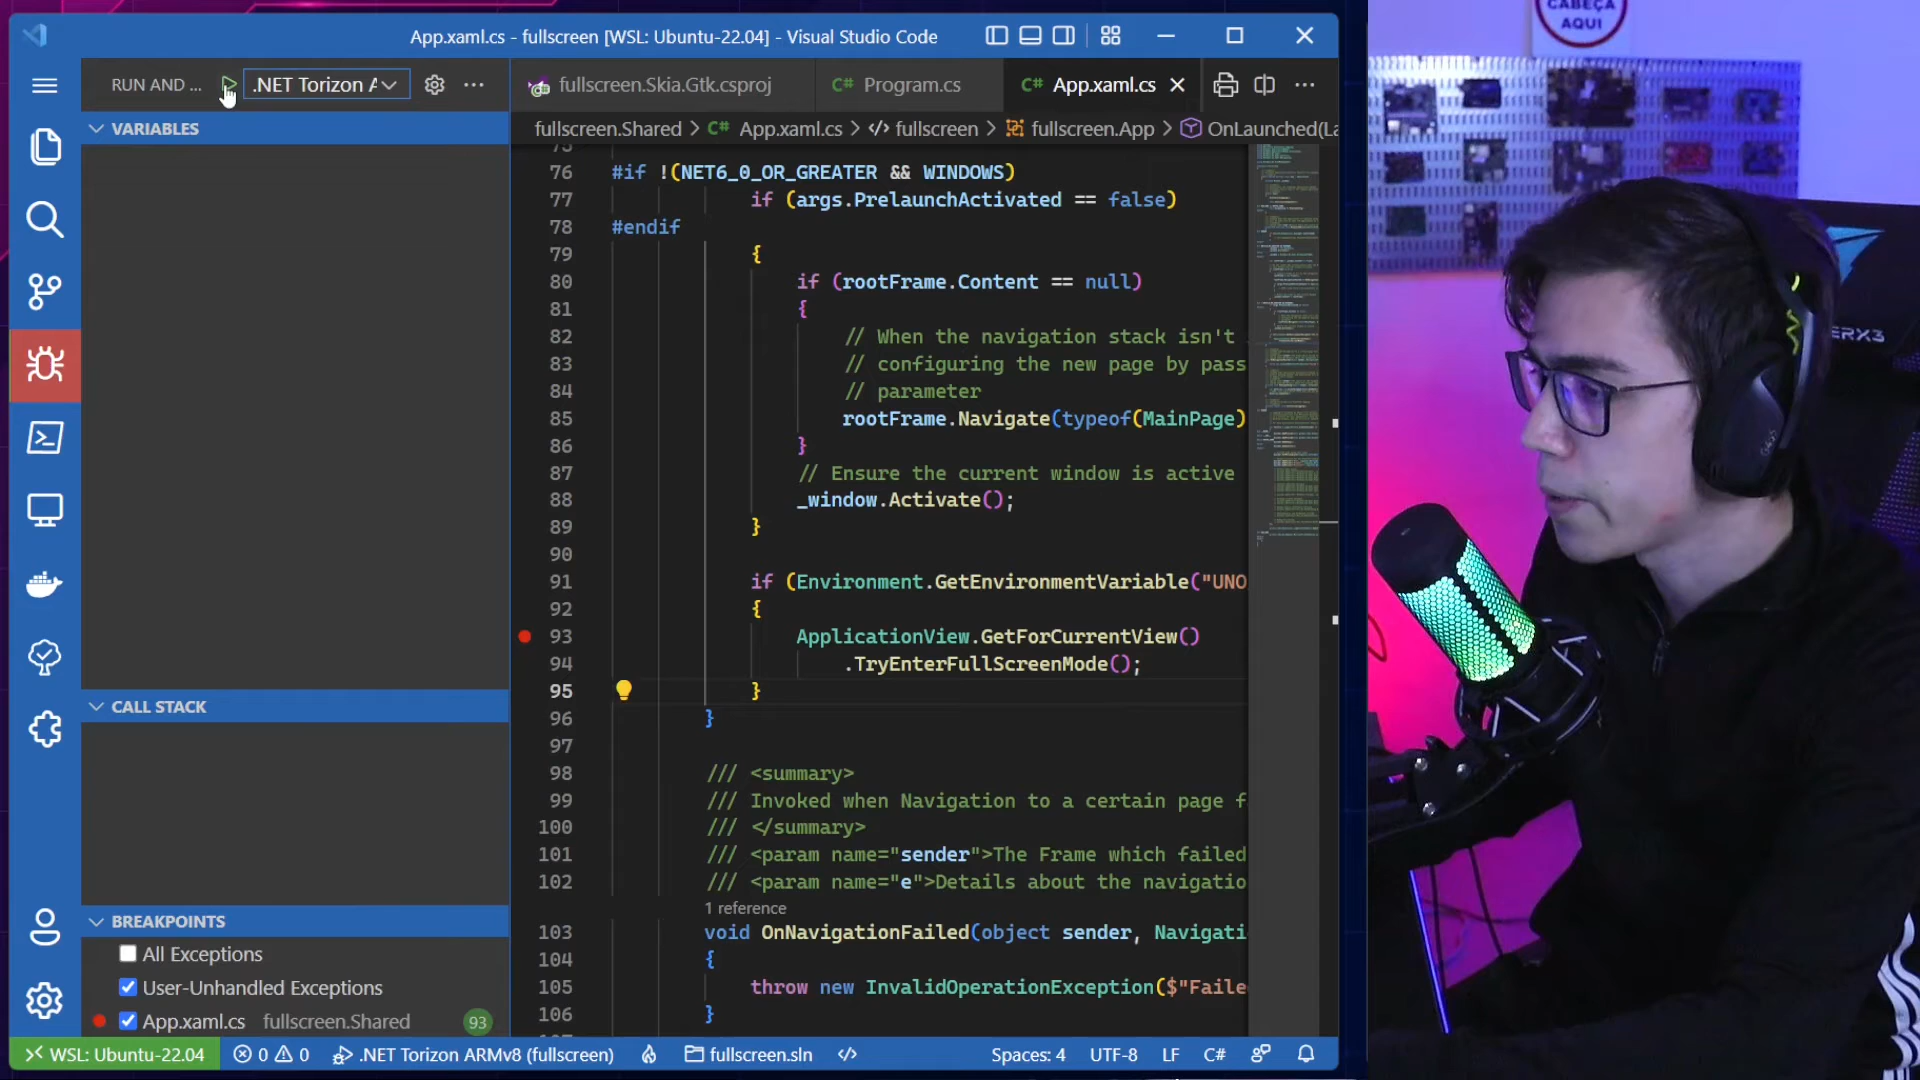 App.xaml.cs - fullscreen [WSL: Ubuntu-22.04] - Visual Studio Code
RUN AND ...
.NET Torizon A
fullscreen.Skia.Gtk.csproj
C# Program.cs
C# App.xaml.cs
fullscreen.Shared > C# App.xaml.cs > </> fullscreen > fullscreen.App > OnLaunched(La
VARIABLES
75
76 #if !(NET6_0_OR_GREATER && WINDOWS)
77 if (args.PrelaunchActivated == false)
78 #endif
79 {
80 if (rootFrame.Content == null)
81 {
82 // When the navigation stack isn't
83 // configuring the new page by pass
84 // parameter
85 rootFrame.Navigate(typeof(MainPage)
86 }
87 // Ensure the current window is active
88 _window.Activate();
89 }
90
91 if (Environment.GetEnvironmentVariable("UNO
92 {
93 ApplicationView.GetForCurrentView()
94 .TryEnterFullScreenMode();
95 }
96 }
97
98 /// <summary>
99 /// Invoked when Navigation to a certain page f
100 /// </summary>
101 /// <param name="sender">The Frame which failed
102 /// <param name="e">Details about the navigatio
1 reference
103 void OnNavigationFailed(object sender, Navigati
104 {
105 throw new InvalidOperationException($"Faile
106 }
CALL STACK
BREAKPOINTS
All Exceptions
User-Unhandled Exceptions
App.xaml.cs fullscreen.Shared 93
WSL: Ubuntu-22.04
0 0
.NET Torizon ARMv8 (fullscreen)
fullscreen.sln
</>
Spaces: 4
UTF-8
LF
C#
CABEÇA
AQUI
ERX3